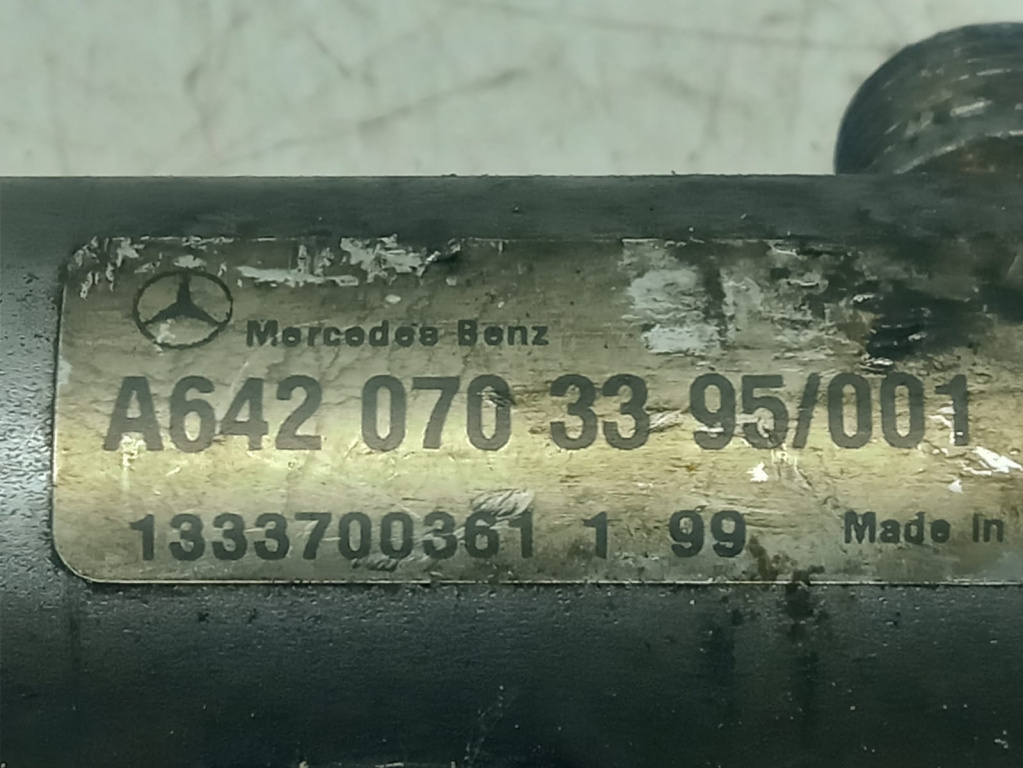 Mercedes Benz
A642 070 33 95/001
1333700361 1 99 Made In